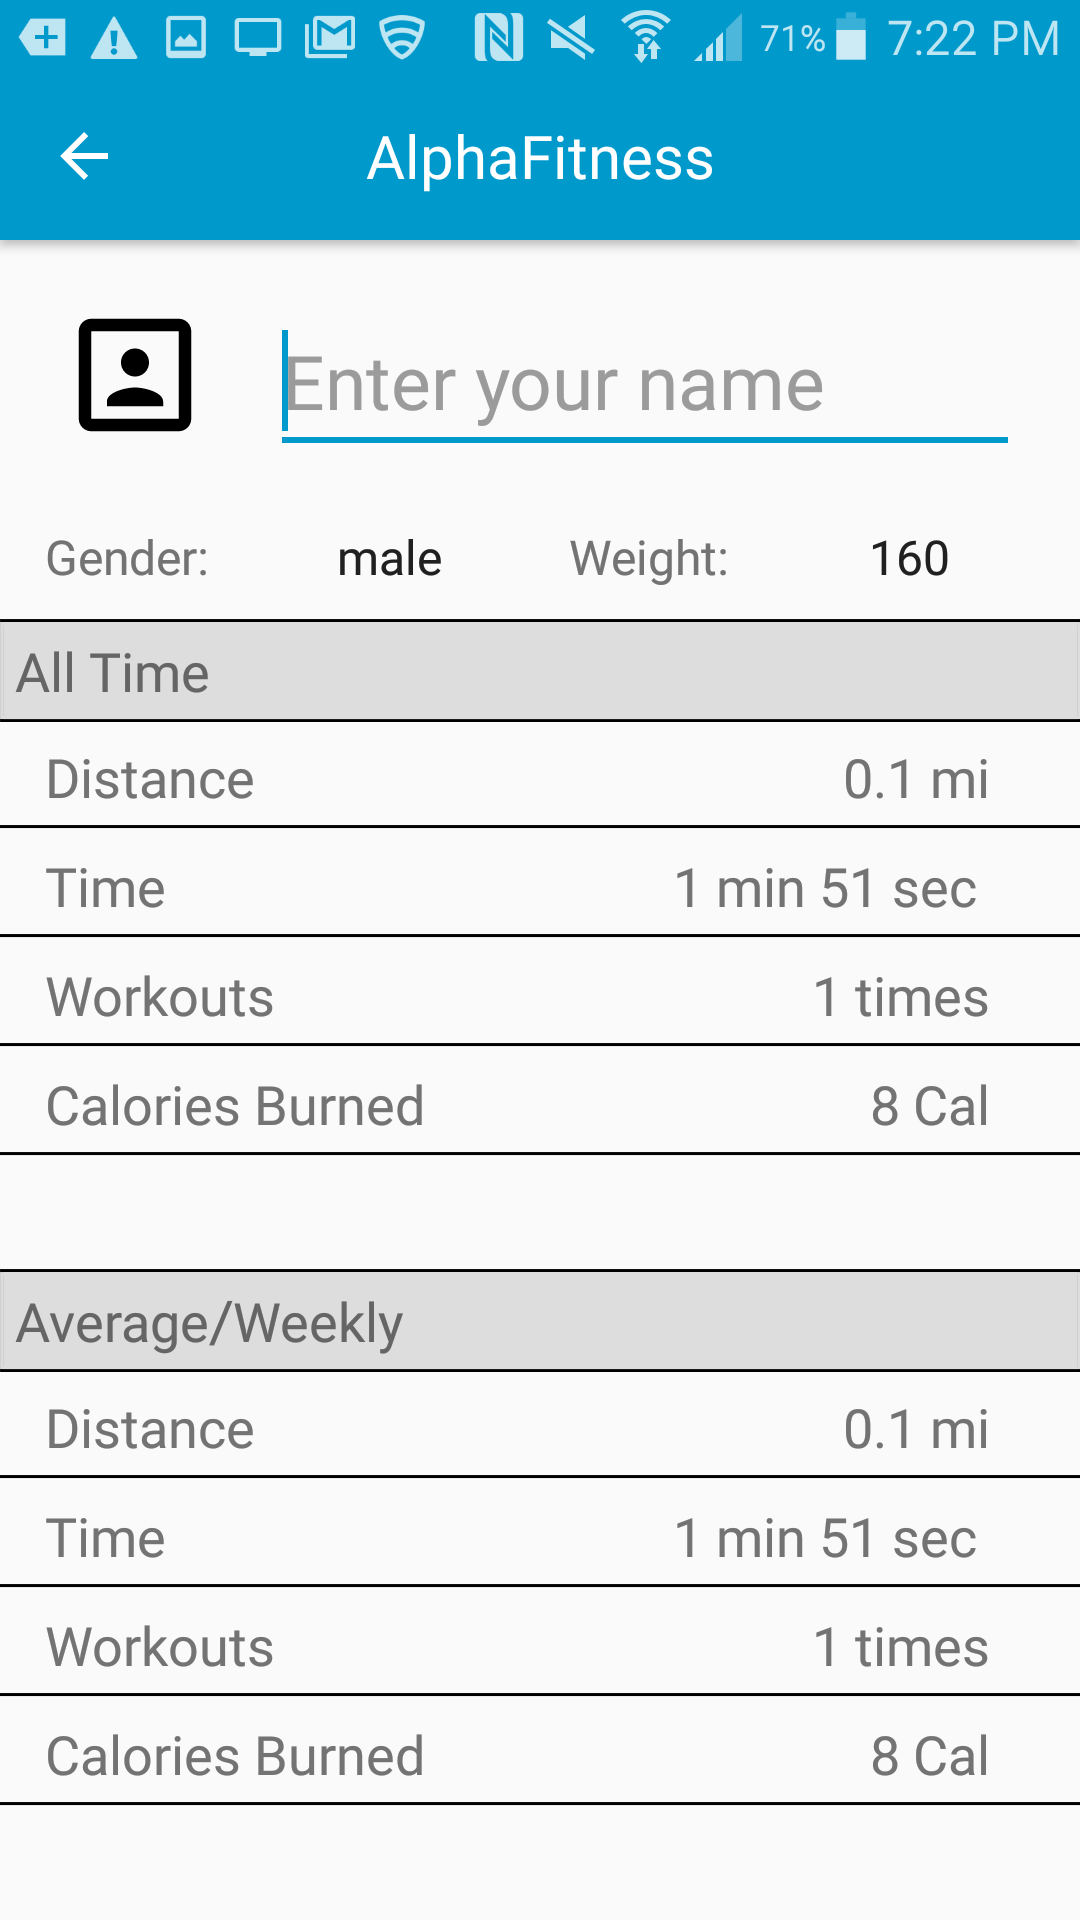 71% 7:22 PM
AlphaFitness
Enter your name
Gender: male Weight: 160
All Time
Distance 0.1 mi
Time 1 min 51 sec
Workouts 1 times
Calories Burned 8 Cal
Average/Weekly
Distance 0.1 mi
Time 1 min 51 sec
Workouts 1 times
Calories Burned 8 Cal